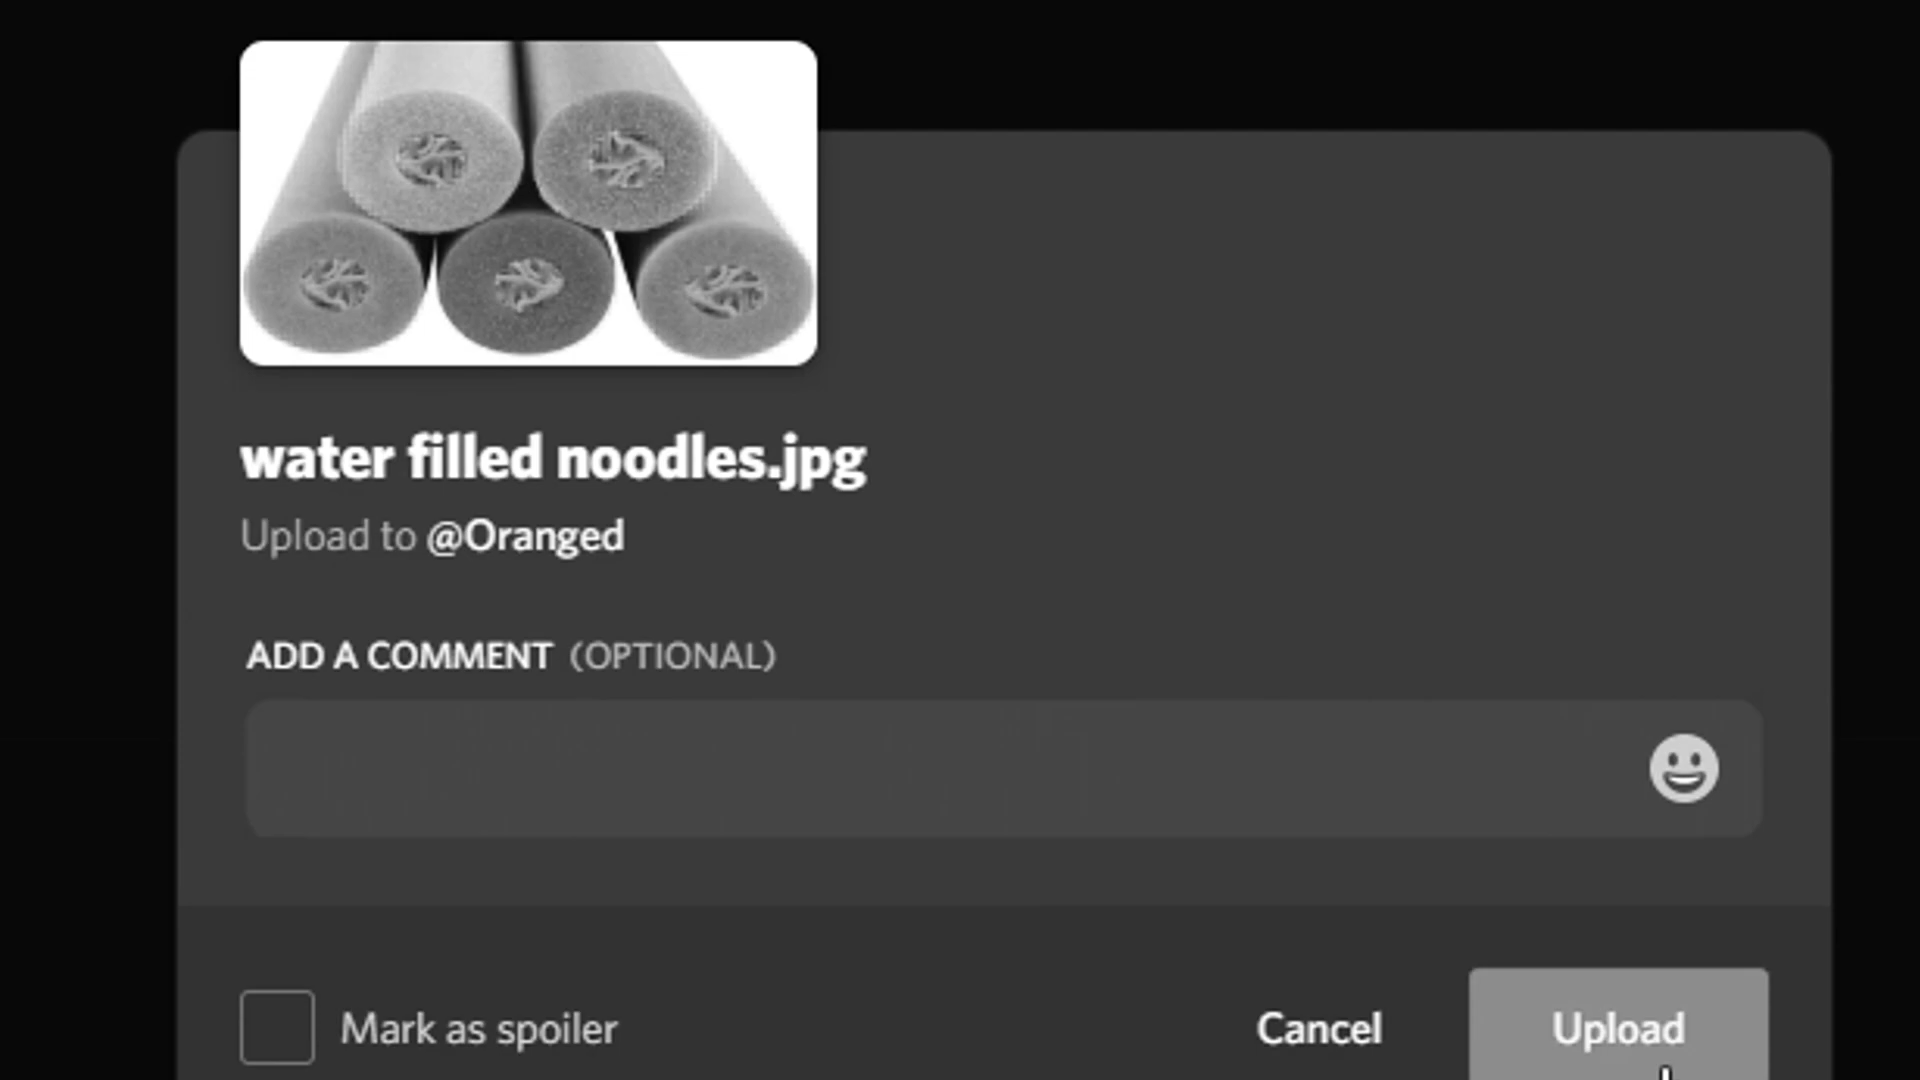 water filled noodles.jpg
Upload to @Oranged
ADD A COMMENT (OPTIONAL)
Mark as spoiler
Cancel
Upload